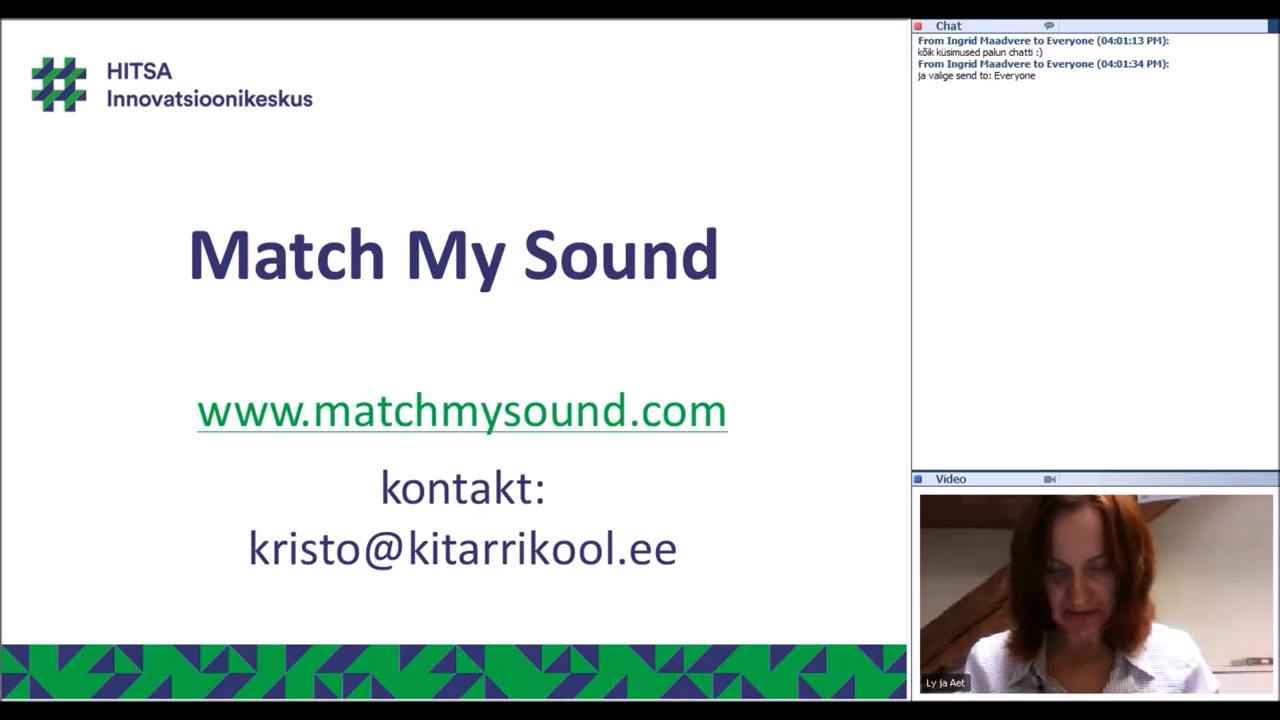 HITSA
Innovatsioonikeskus
Match My Sound
www.matchmysound.com
kontakt:
kristo@kitarrikool.ee
Chat
From Ingrid Maadvere to Everyone (04:01:13 PM):
kõik küsimused palun chatti :)
From Ingrid Maadvere to Everyone (04:01:34 PM):
ja valige send to: Everyone
Video
Ly ja Aet